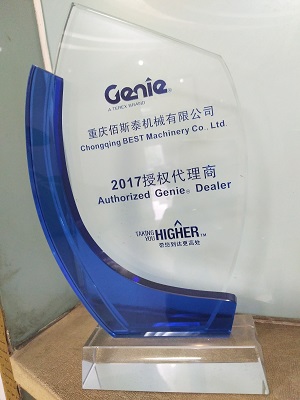 Genie®
A TEREX BRAND
重庆佰斯泰机械有限公司
Chongqing BEST Machinery Co., Ltd.
2017授权代理商
Authorized Genie® Dealer
TAKING YOU HIGHER™
带您到达更高处